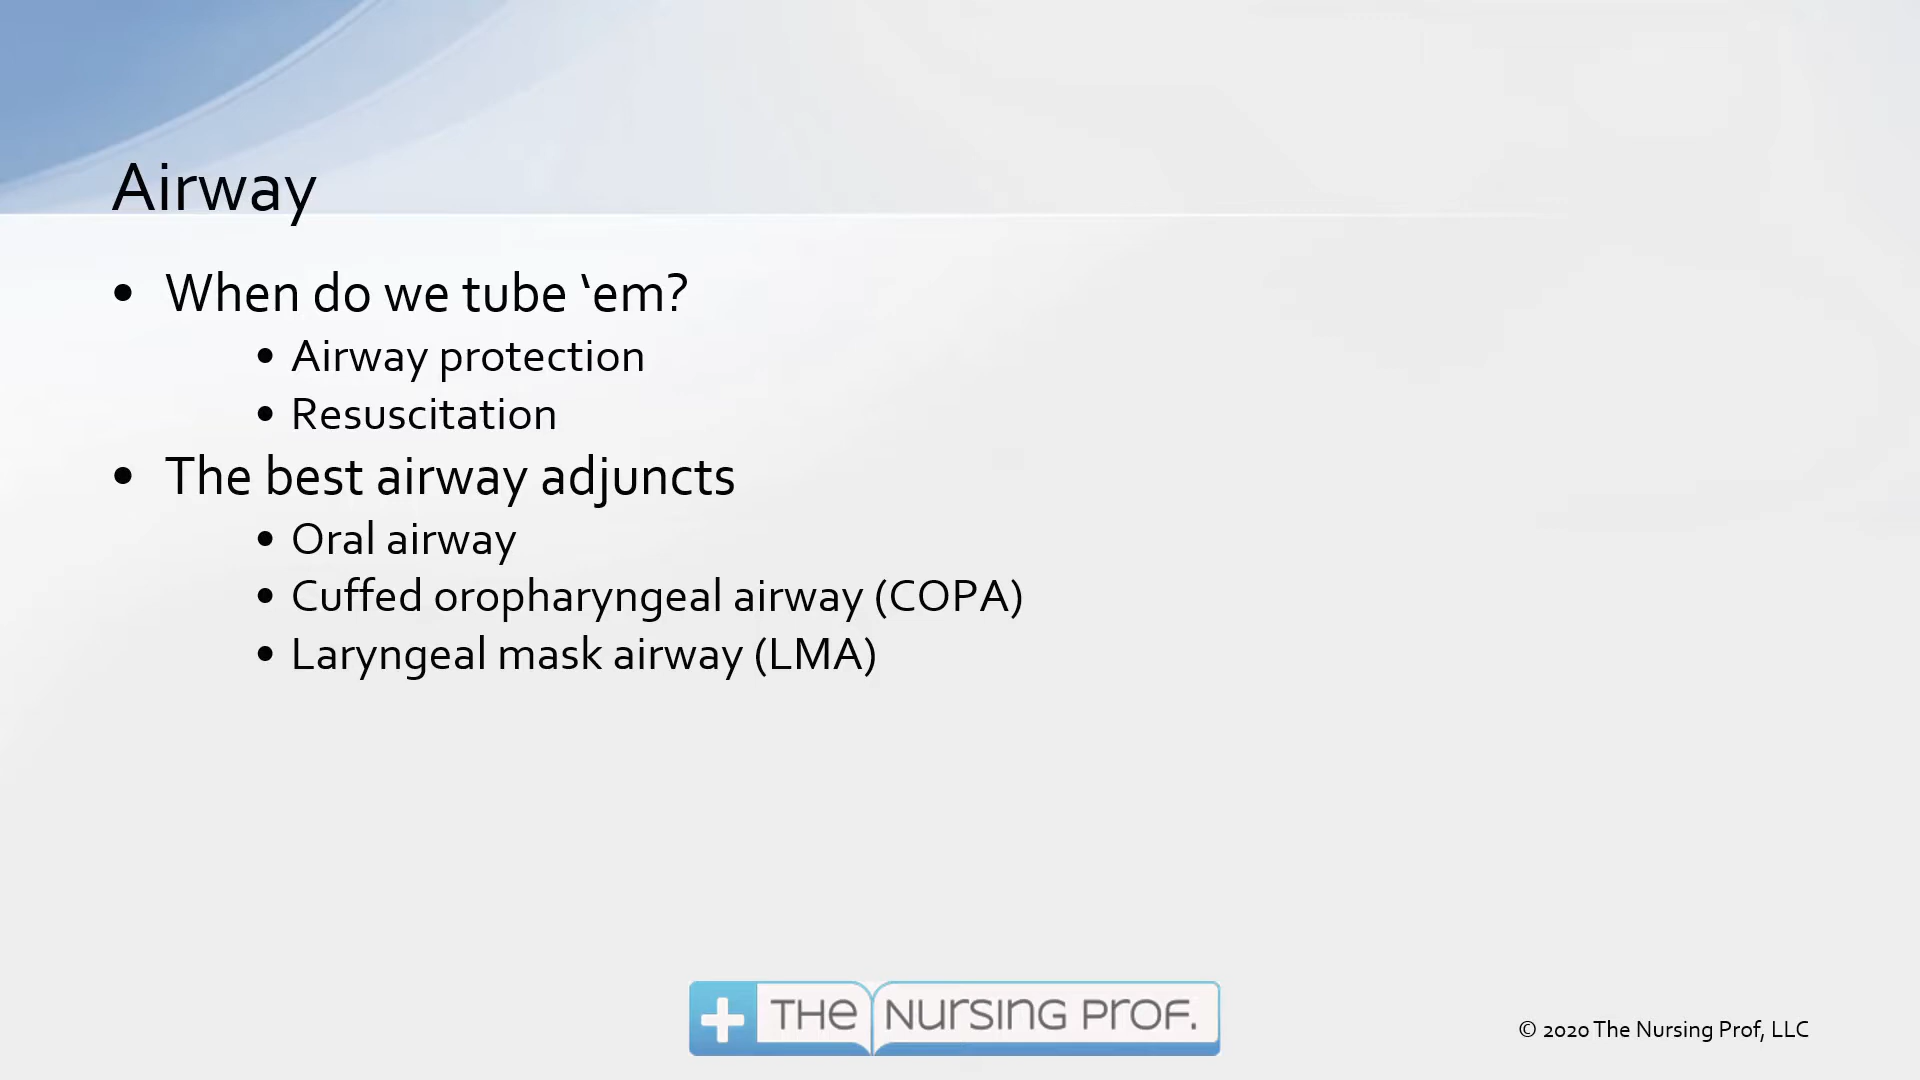 Airway
• When do we tube ‘em?
• Airway protection
• Resuscitation
• The best airway adjuncts
• Oral airway
• Cuffed oropharyngeal airway (COPA)
• Laryngeal mask airway (LMA)
THE NURSING PROF.
© 2020 The Nursing Prof, LLC